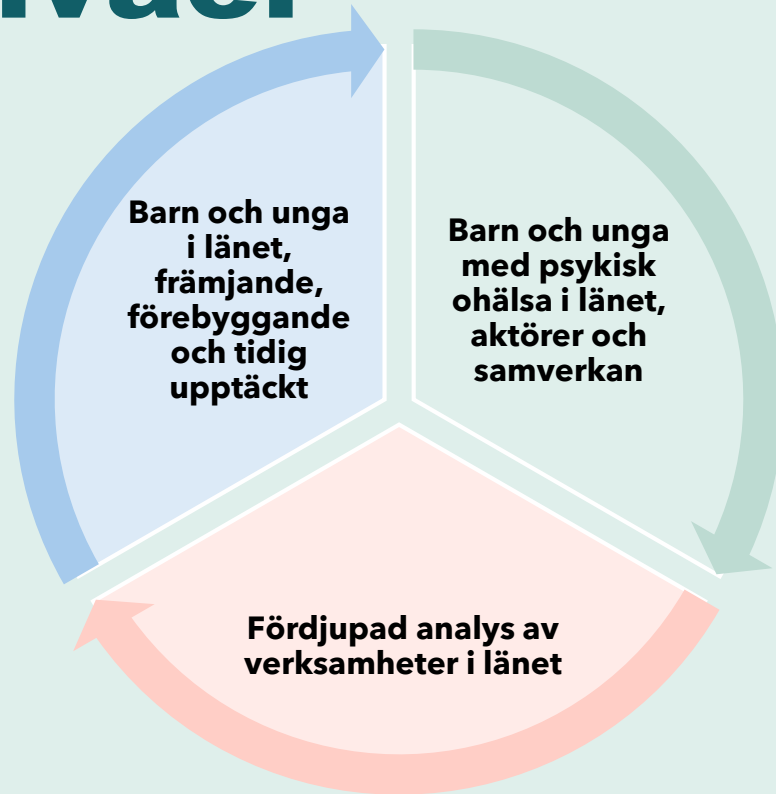 Barn och unga
i länet,
främjande,
förebyggande
och tidig
upptäckt
Barn och unga
med psykisk
ohälsa i länet,
aktörer och
samverkan
Fördjupad analys av
verksamheter i länet